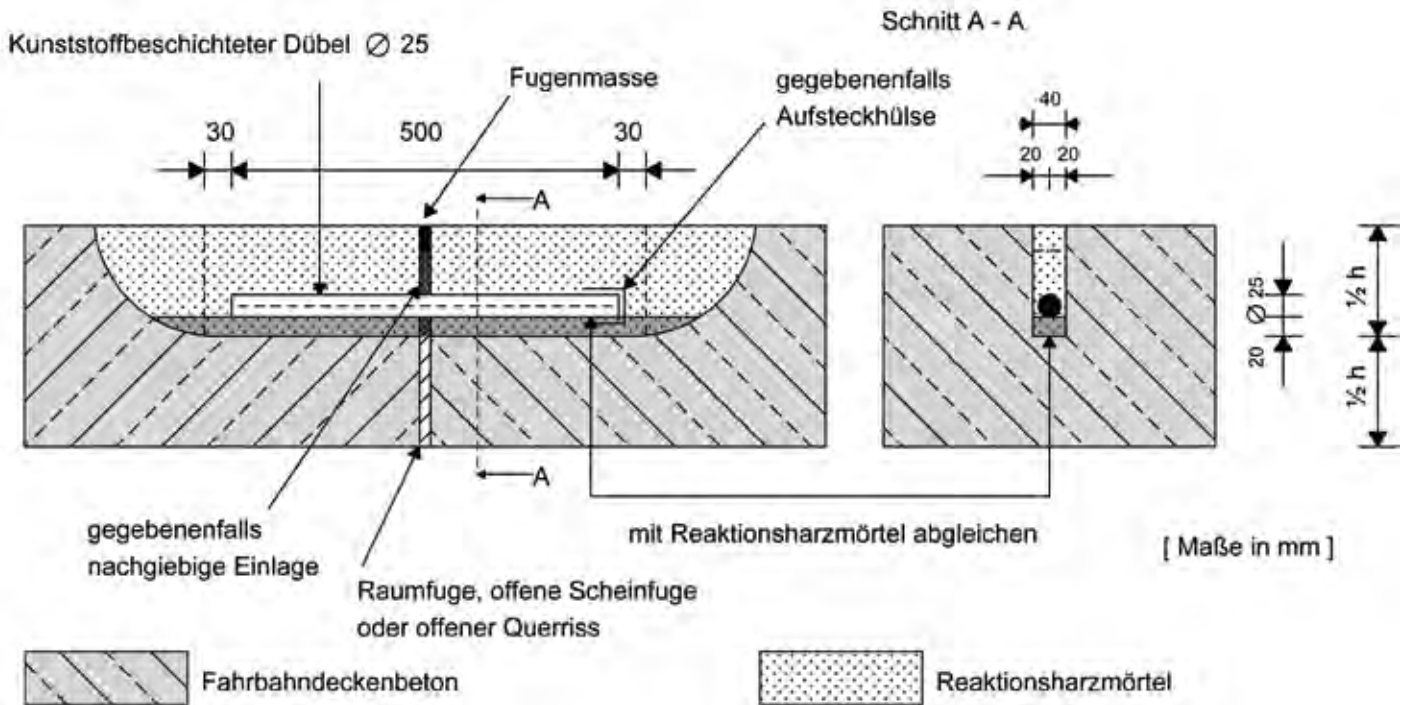 Schnitt A - A
Kunststoffbeschichteter Dübel ∅ 25
Fugenmasse
gegebenenfalls
Aufsteckhülse
30
500
30
40
20
20
A
A
∅ 25
20
½ h
½ h
gegebenenfalls
nachgiebige Einlage
mit Reaktionsharzmörtel abgleichen
[ Maße in mm ]
Raumfuge, offene Scheinfuge
oder offener Querriss
Fahrbahndeckenbeton
Reaktionsharzmörtel